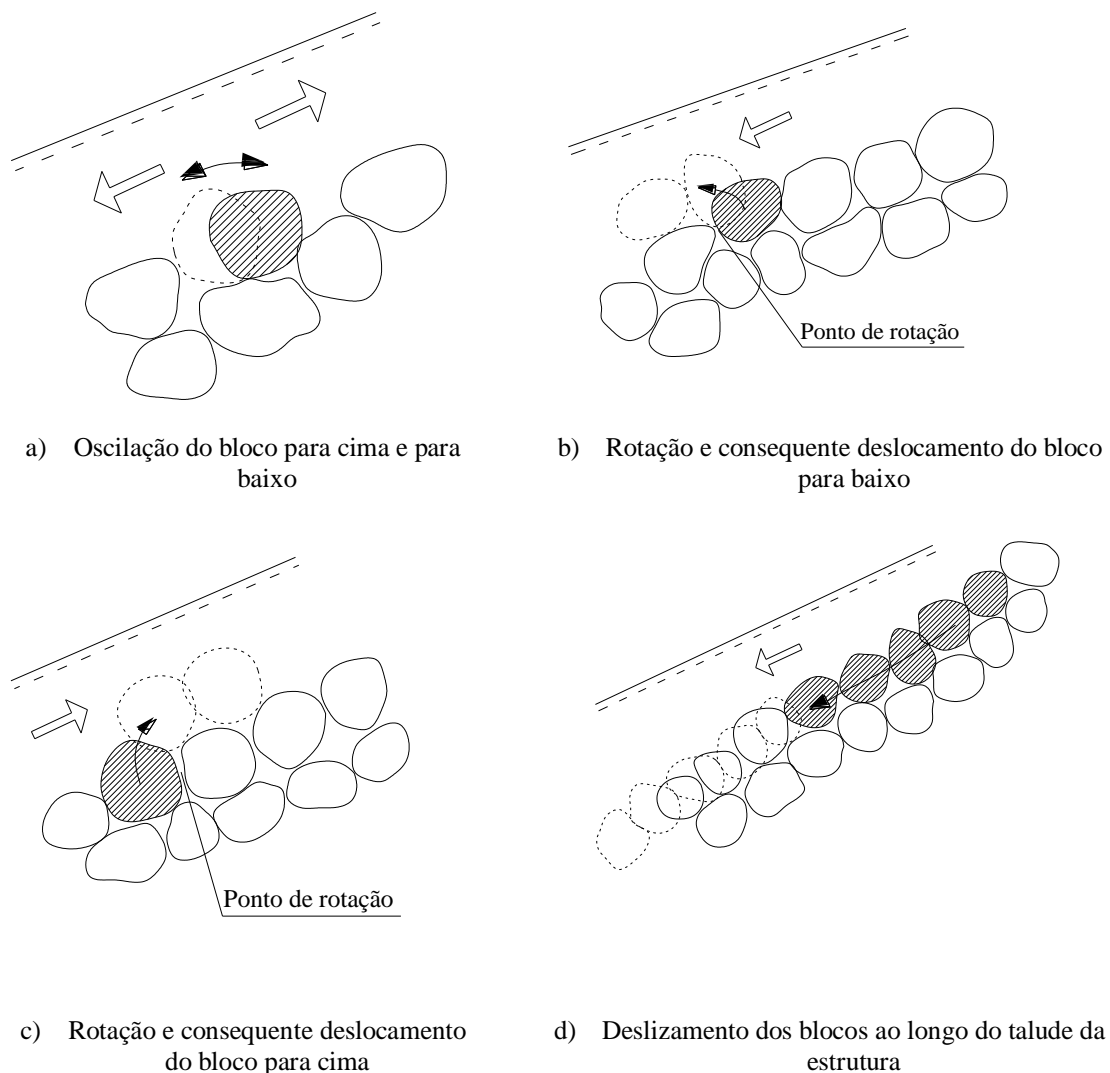 Ponto de rotação
a) Oscilação do bloco para cima e para
baixo
b) Rotação e consequente deslocamento do bloco
para baixo
Ponto de rotação
c) Rotação e consequente deslocamento
do bloco para cima
d) Deslizamento dos blocos ao longo do talude da
estrutura